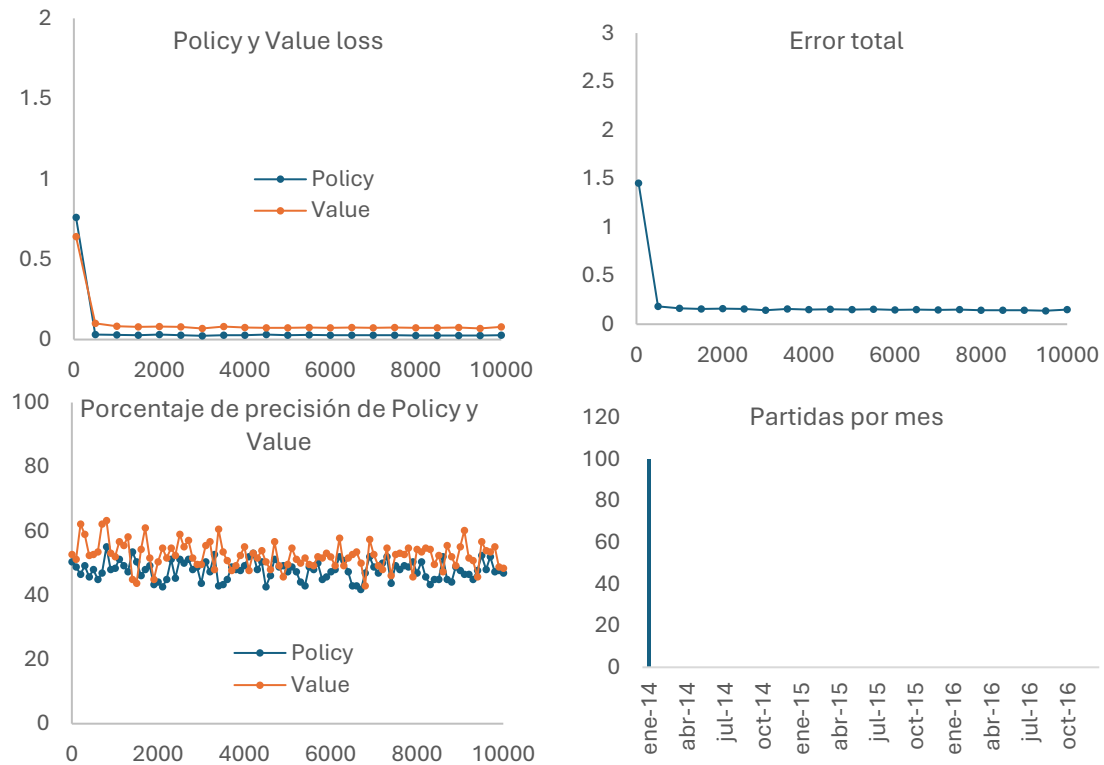 Policy y Value loss
2
1.5
1
0.5
0
Policy
Value
0 2000 4000 6000 8000 10000
Error total
3
2.5
2
1.5
1
0.5
0
0 2000 4000 6000 8000 10000
Porcentaje de precisión de Policy y
Value
100
80
60
40
20
0
Policy
Value
0 2000 4000 6000 8000 10000
Partidas por mes
120
100
80
60
40
20
0
ene-14 abr-14 jul-14 oct-14 ene-15 abr-15 jul-15 oct-15 ene-16 abr-16 jul-16 oct-16